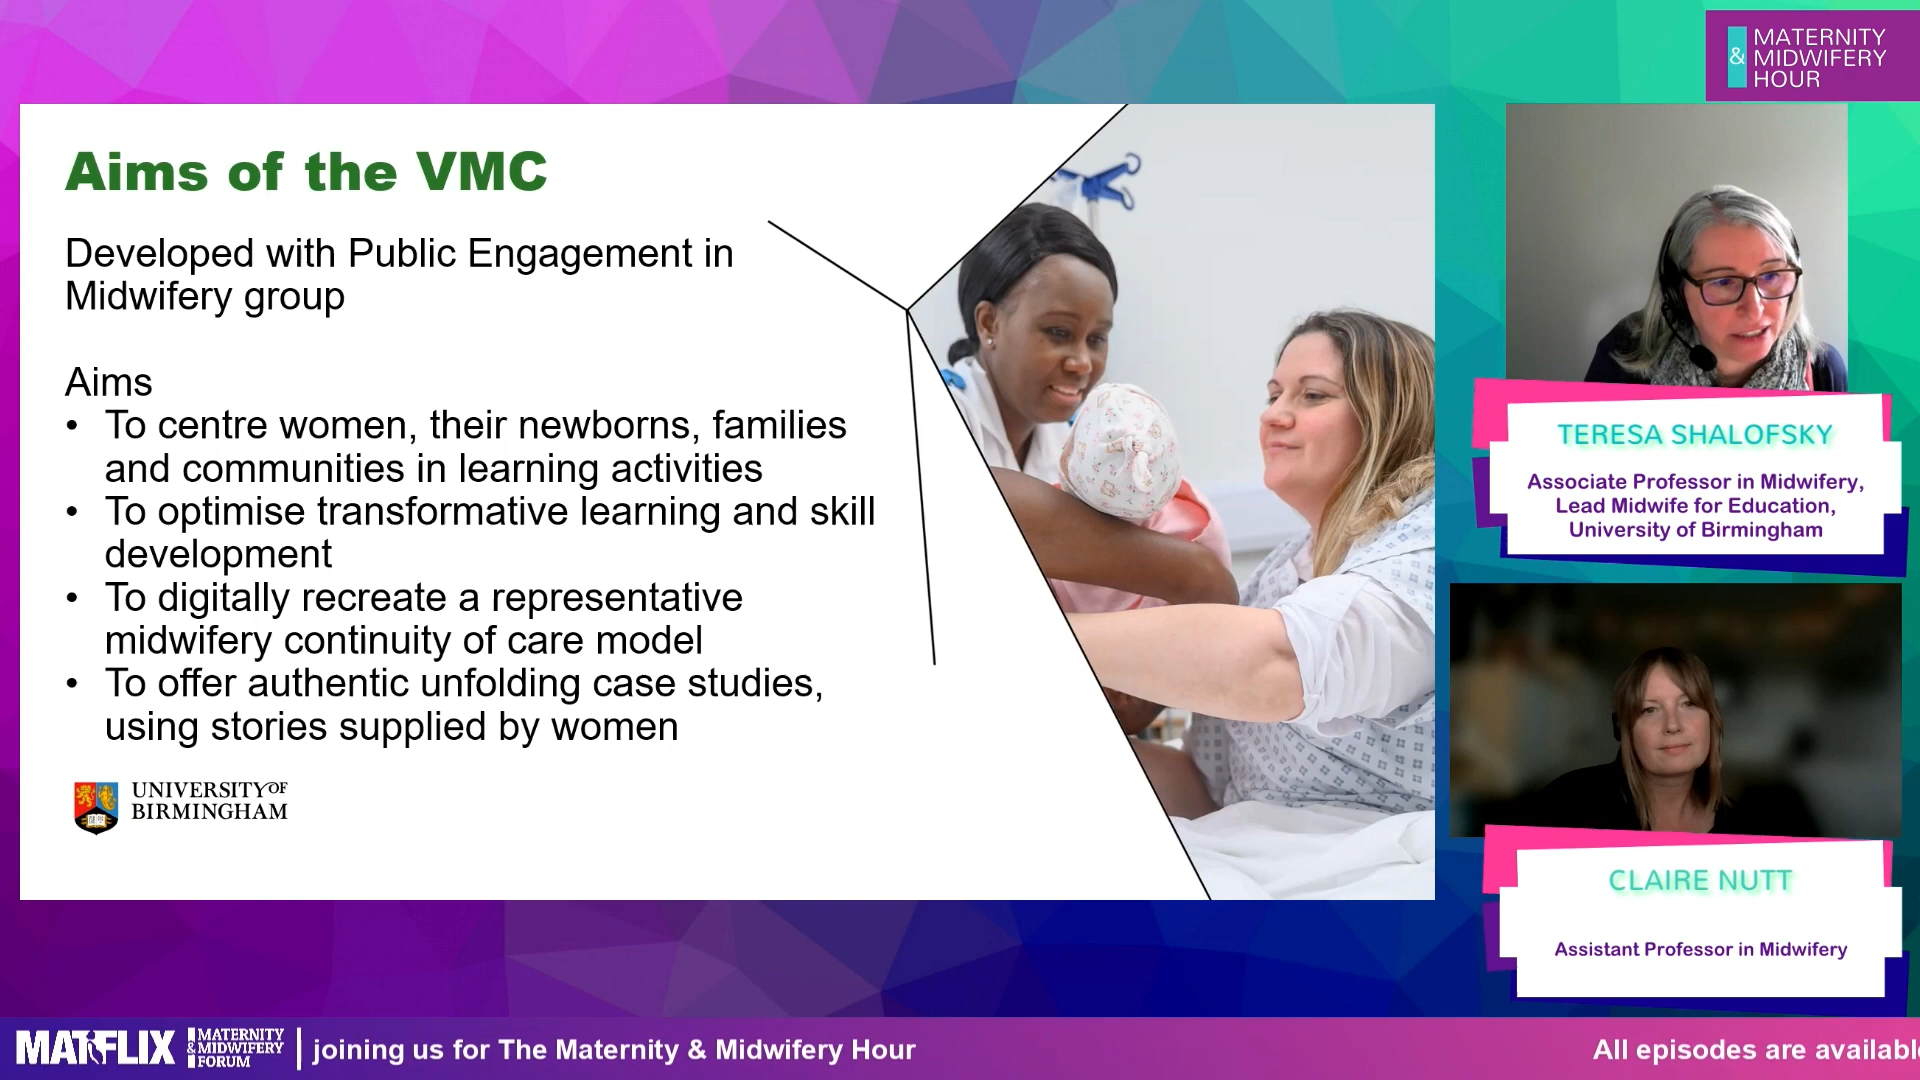 MATERNITY
& MIDWIFERY
HOUR
Aims of the VMC
Developed with Public Engagement in
Midwifery group
Aims
• To centre women, their newborns, families
and communities in learning activities
• To optimise transformative learning and skill
development
• To digitally recreate a representative
midwifery continuity of care model
• To offer authentic unfolding case studies,
using stories supplied by women
UNIVERSITY OF
BIRMINGHAM
TERESA SHALOFSKY
Associate Professor in Midwifery,
Lead Midwife for Education,
University of Birmingham
CLAIRE NUTT
Assistant Professor in Midwifery
MATFLIX
MATERNITY
& MIDWIFERY
FORUM
joining us for The Maternity & Midwifery Hour
All episodes are availabl